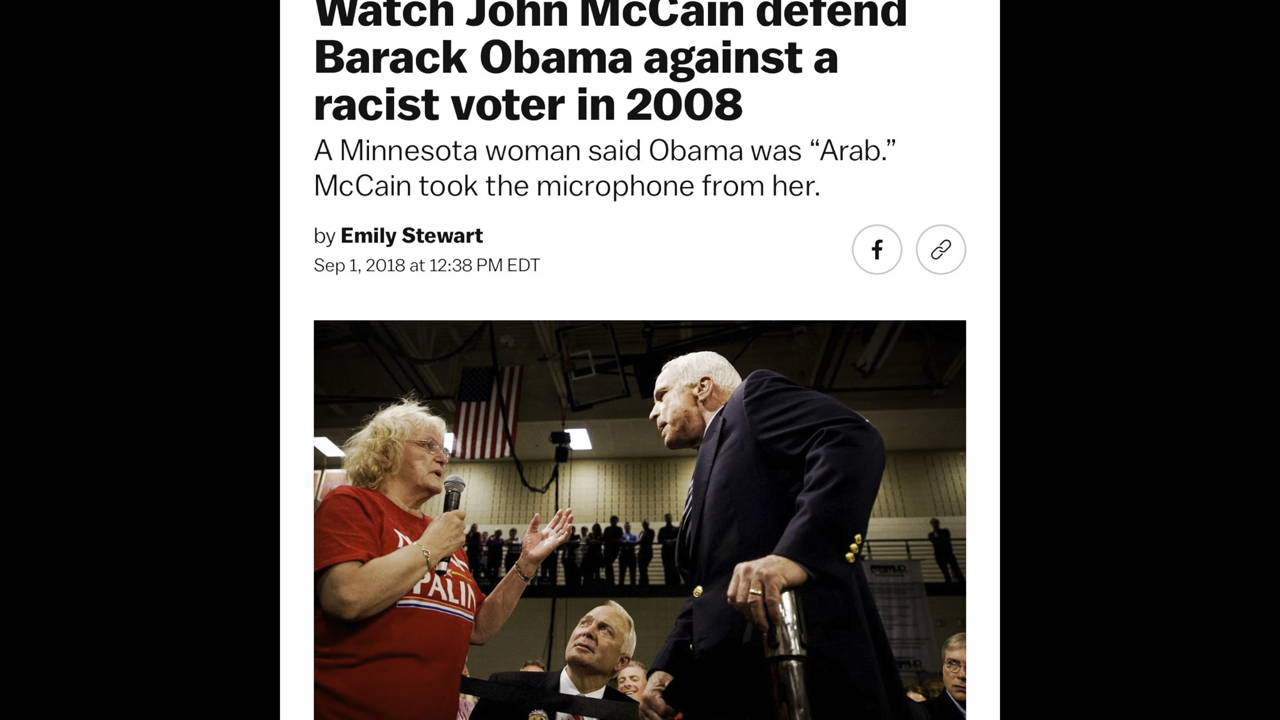 Watch John McCain defend
Barack Obama against a
racist voter in 2008
A Minnesota woman said Obama was “Arab.”
McCain took the microphone from her.
by Emily Stewart
Sep 1, 2018 at 12:38 PM EDT
PALIN